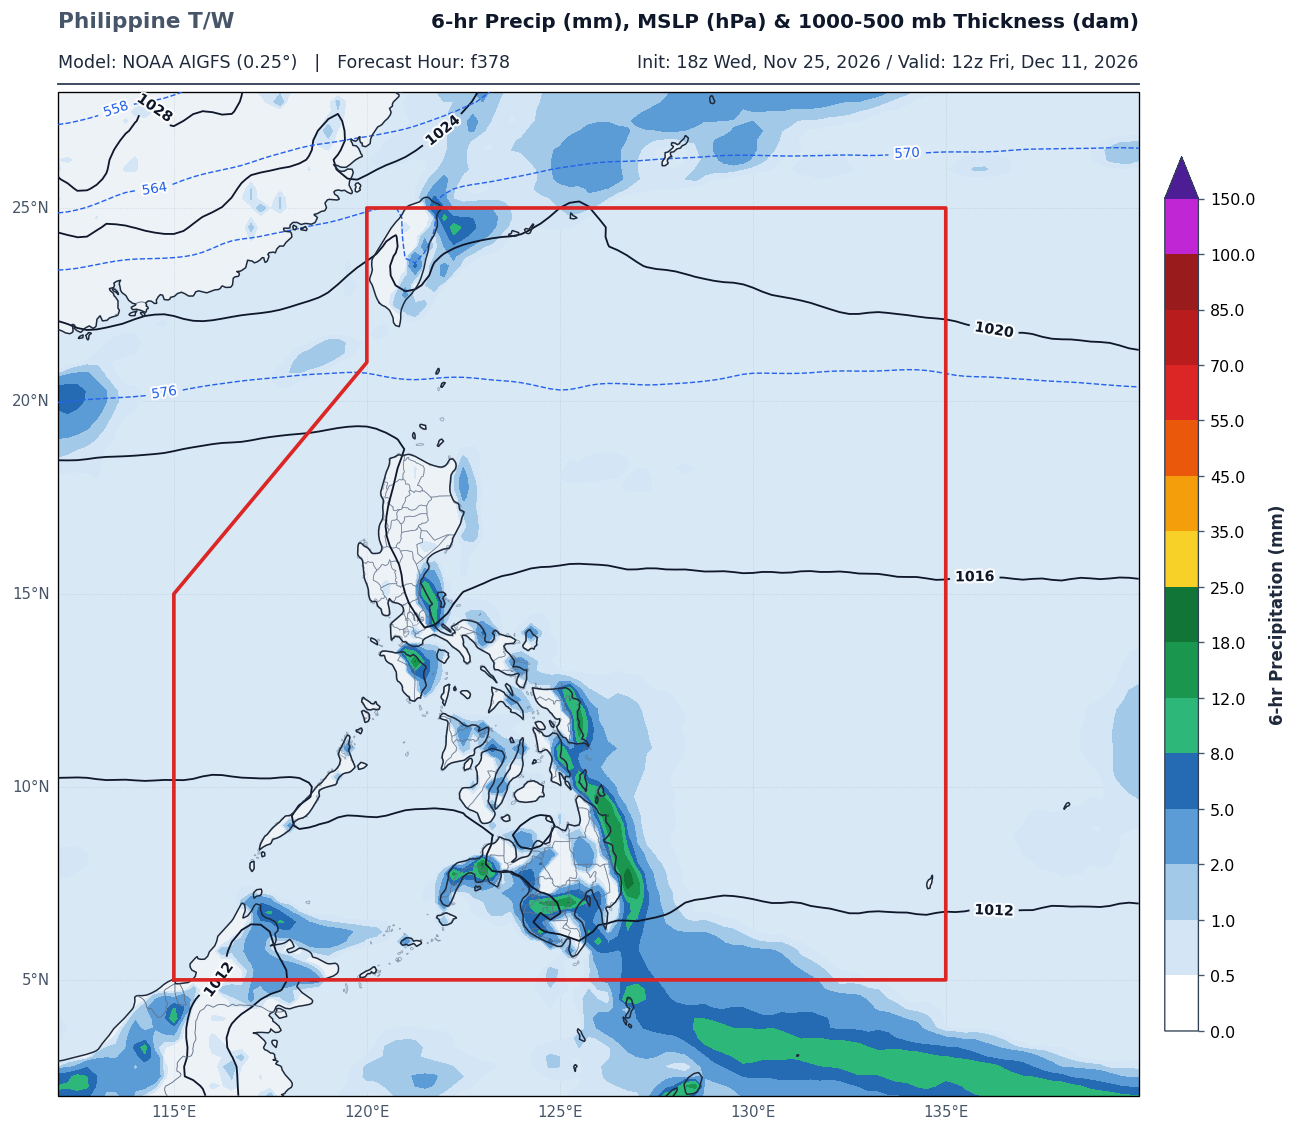 Philippine T/W
6-hr Precip (mm), MSLP (hPa) & 1000-500 mb Thickness (dam)
Model: NOAA AIGFS (0.25°) | Forecast Hour: f378
Init: 18z Wed, Nov 25, 2026 / Valid: 12z Fri, Dec 11, 2026
558
1028
1024
564
570
576
1020
1016
1012
1012
25°N
20°N
15°N
10°N
5°N
115°E
120°E
125°E
130°E
135°E
150.0
100.0
85.0
70.0
55.0
45.0
35.0
25.0
18.0
12.0
8.0
5.0
2.0
1.0
0.5
0.0
6-hr Precipitation (mm)